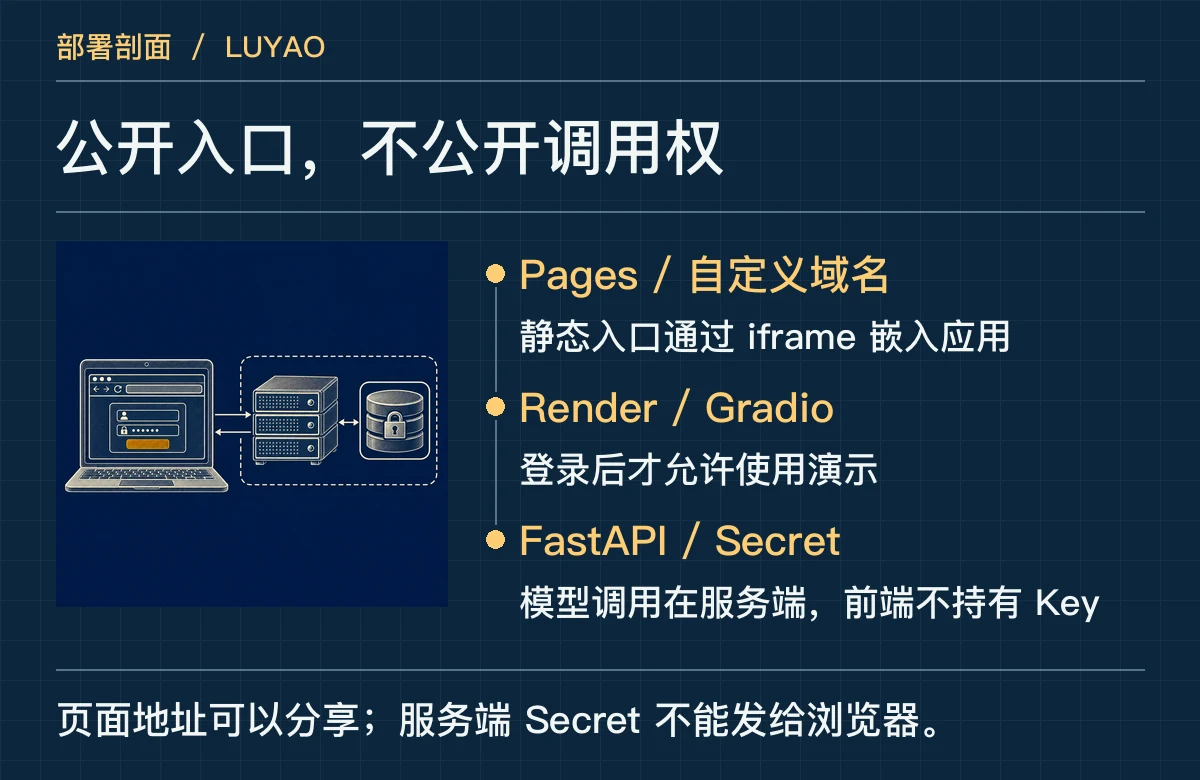 部署剖面 / LUYAO
公开入口，不公开调用权
Pages / 自定义域名
静态入口通过 iframe 嵌入应用
Render / Gradio
登录后才允许使用演示
FastAPI / Secret
模型调用在服务端，前端不持有 Key
页面地址可以分享；服务端 Secret 不能发给浏览器。